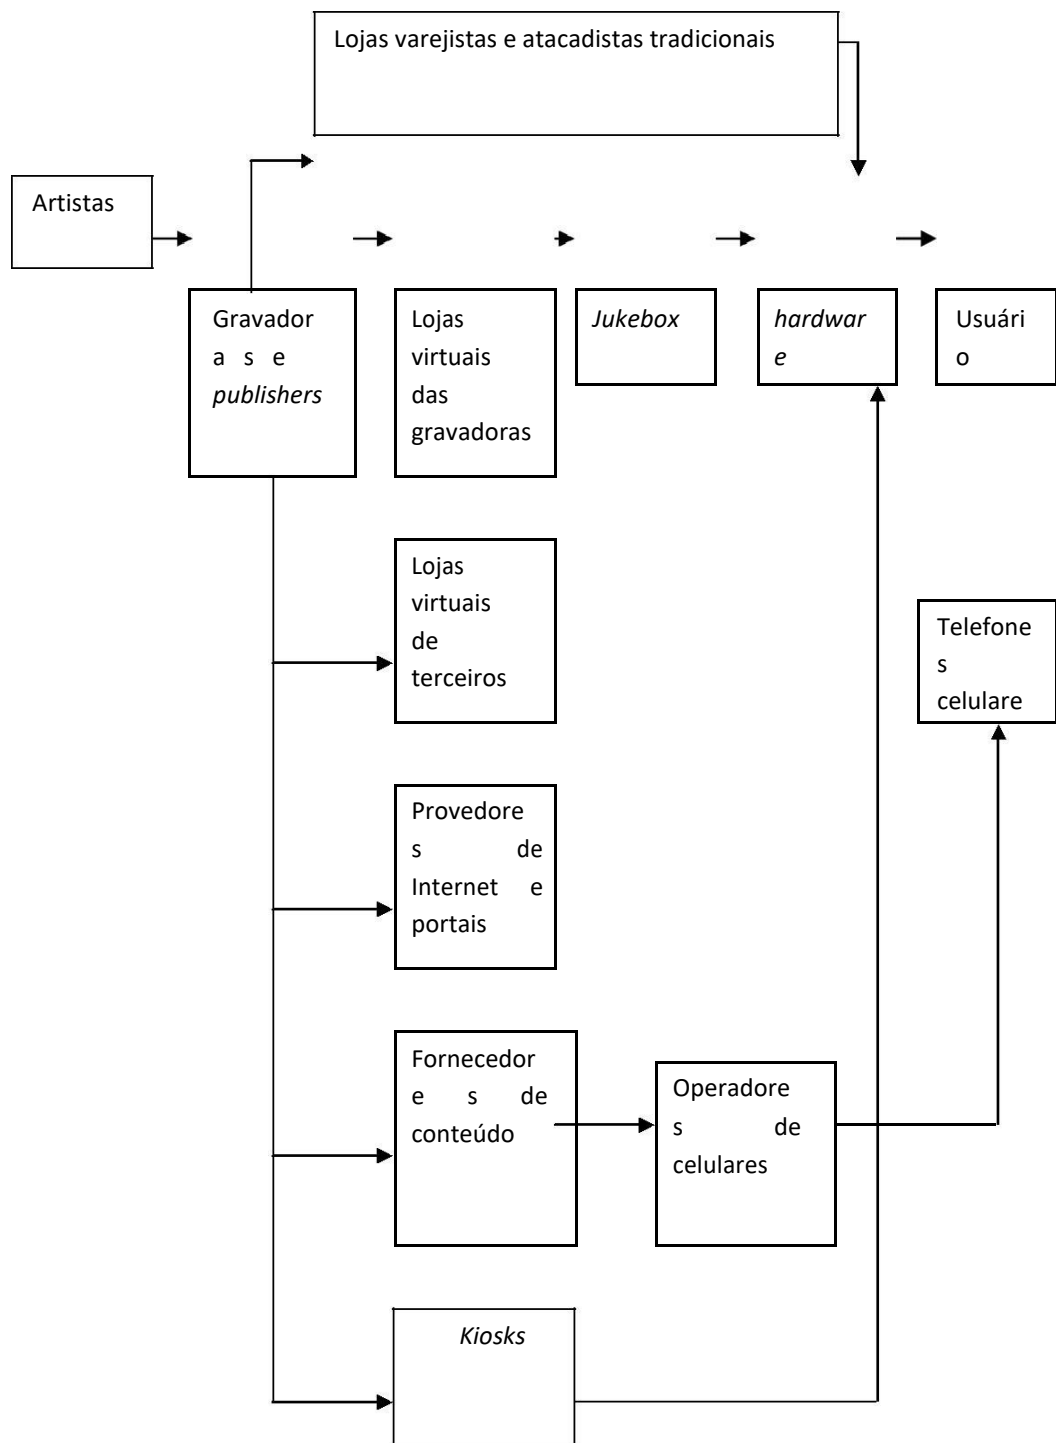 Lojas varejistas e atacadistas tradicionais
Artistas
Gravador
a s e
publishers
Lojas
virtuais
das
gravadoras
Jukebox
hardwar
e
Usuári
o
Lojas
virtuais
de
terceiros
Telefone
s
celulare
Provedore
s de
Internet e
portais
Fornecedor
e s de
conteúdo
Operadore
s de
celulares
Kiosks